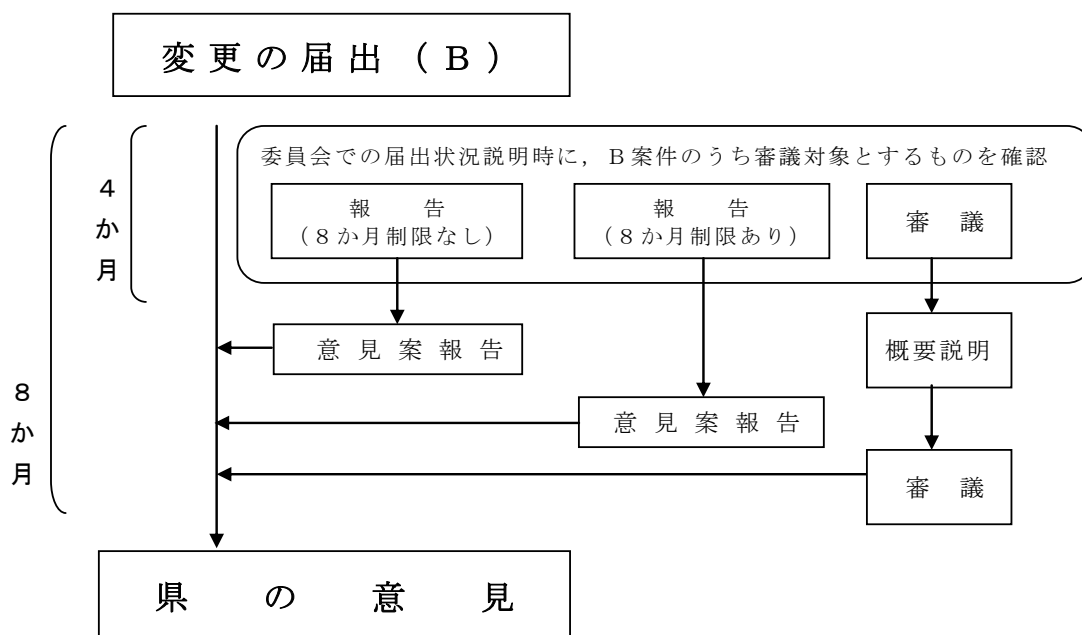 変更の届出（Ｂ）
委員会での届出状況説明時に，Ｂ案件のうち審議対象とするものを確認
４か月
報　告
（８か月制限なし）
報　告
（８か月制限あり）
審　議
意見案報告
概要説明
８か月
意見案報告
審　議
県の意見